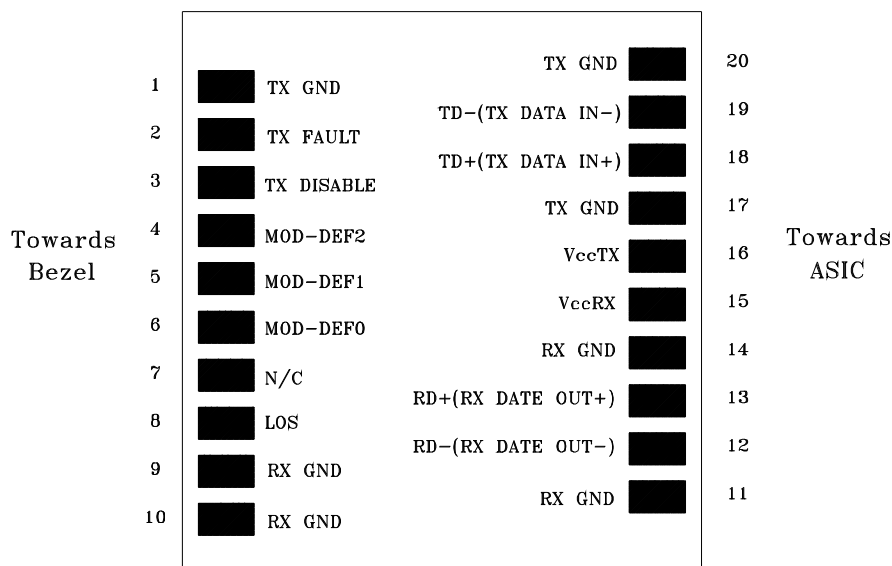 Towards
Bezel
1 TX GND
2 TX FAULT
3 TX DISABLE
4 MOD-DEF2
5 MOD-DEF1
6 MOD-DEF0
7 N/C
8 LOS
9 RX GND
10 RX GND
TX GND 20
TD-(TX DATA IN-) 19
TD+(TX DATA IN+) 18
TX GND 17
VccTX 16
VccRX 15
RX GND 14
RD+(RX DATE OUT+) 13
RD-(RX DATE OUT-) 12
RX GND 11
Towards
ASIC